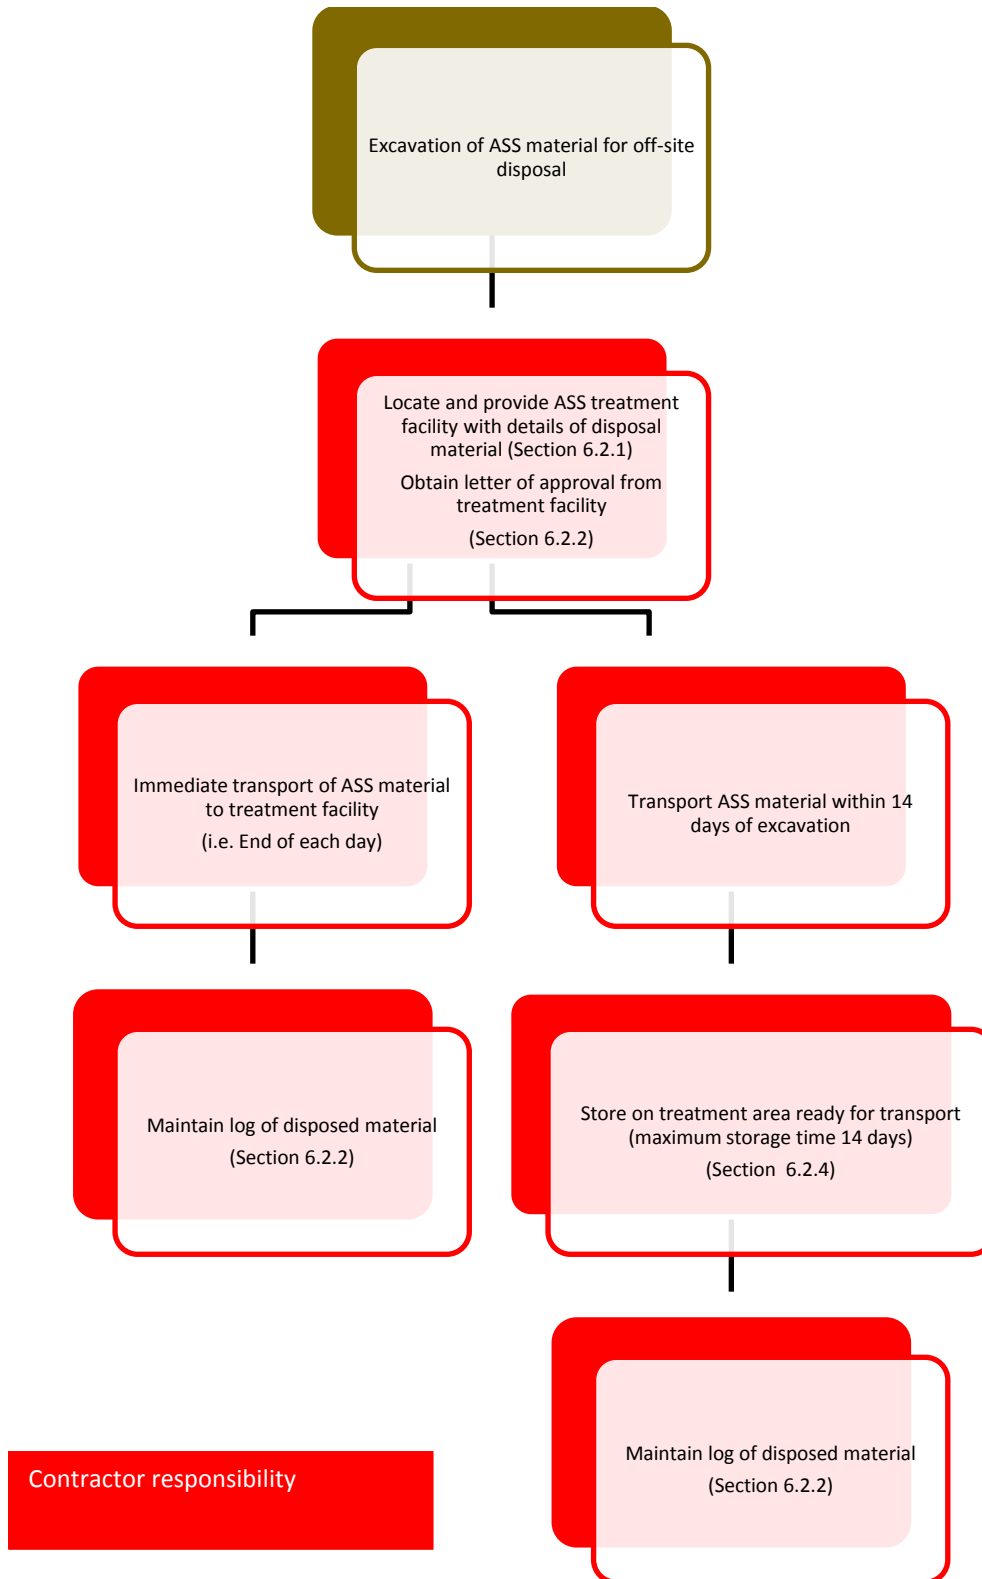 Excavation of ASS material for off-site
disposal
Locate and provide ASS treatment
facility with details of disposal
material (Section 6.2.1)
Obtain letter of approval from
treatment facility
(Section 6.2.2)
Immediate transport of ASS material
to treatment facility
(i.e. End of each day)
Transport ASS material within 14
days of excavation
Maintain log of disposed material
(Section 6.2.2)
Store on treatment area ready for transport
(maximum storage time 14 days)
(Section  6.2.4)
Maintain log of disposed material
(Section 6.2.2)
Contractor responsibility